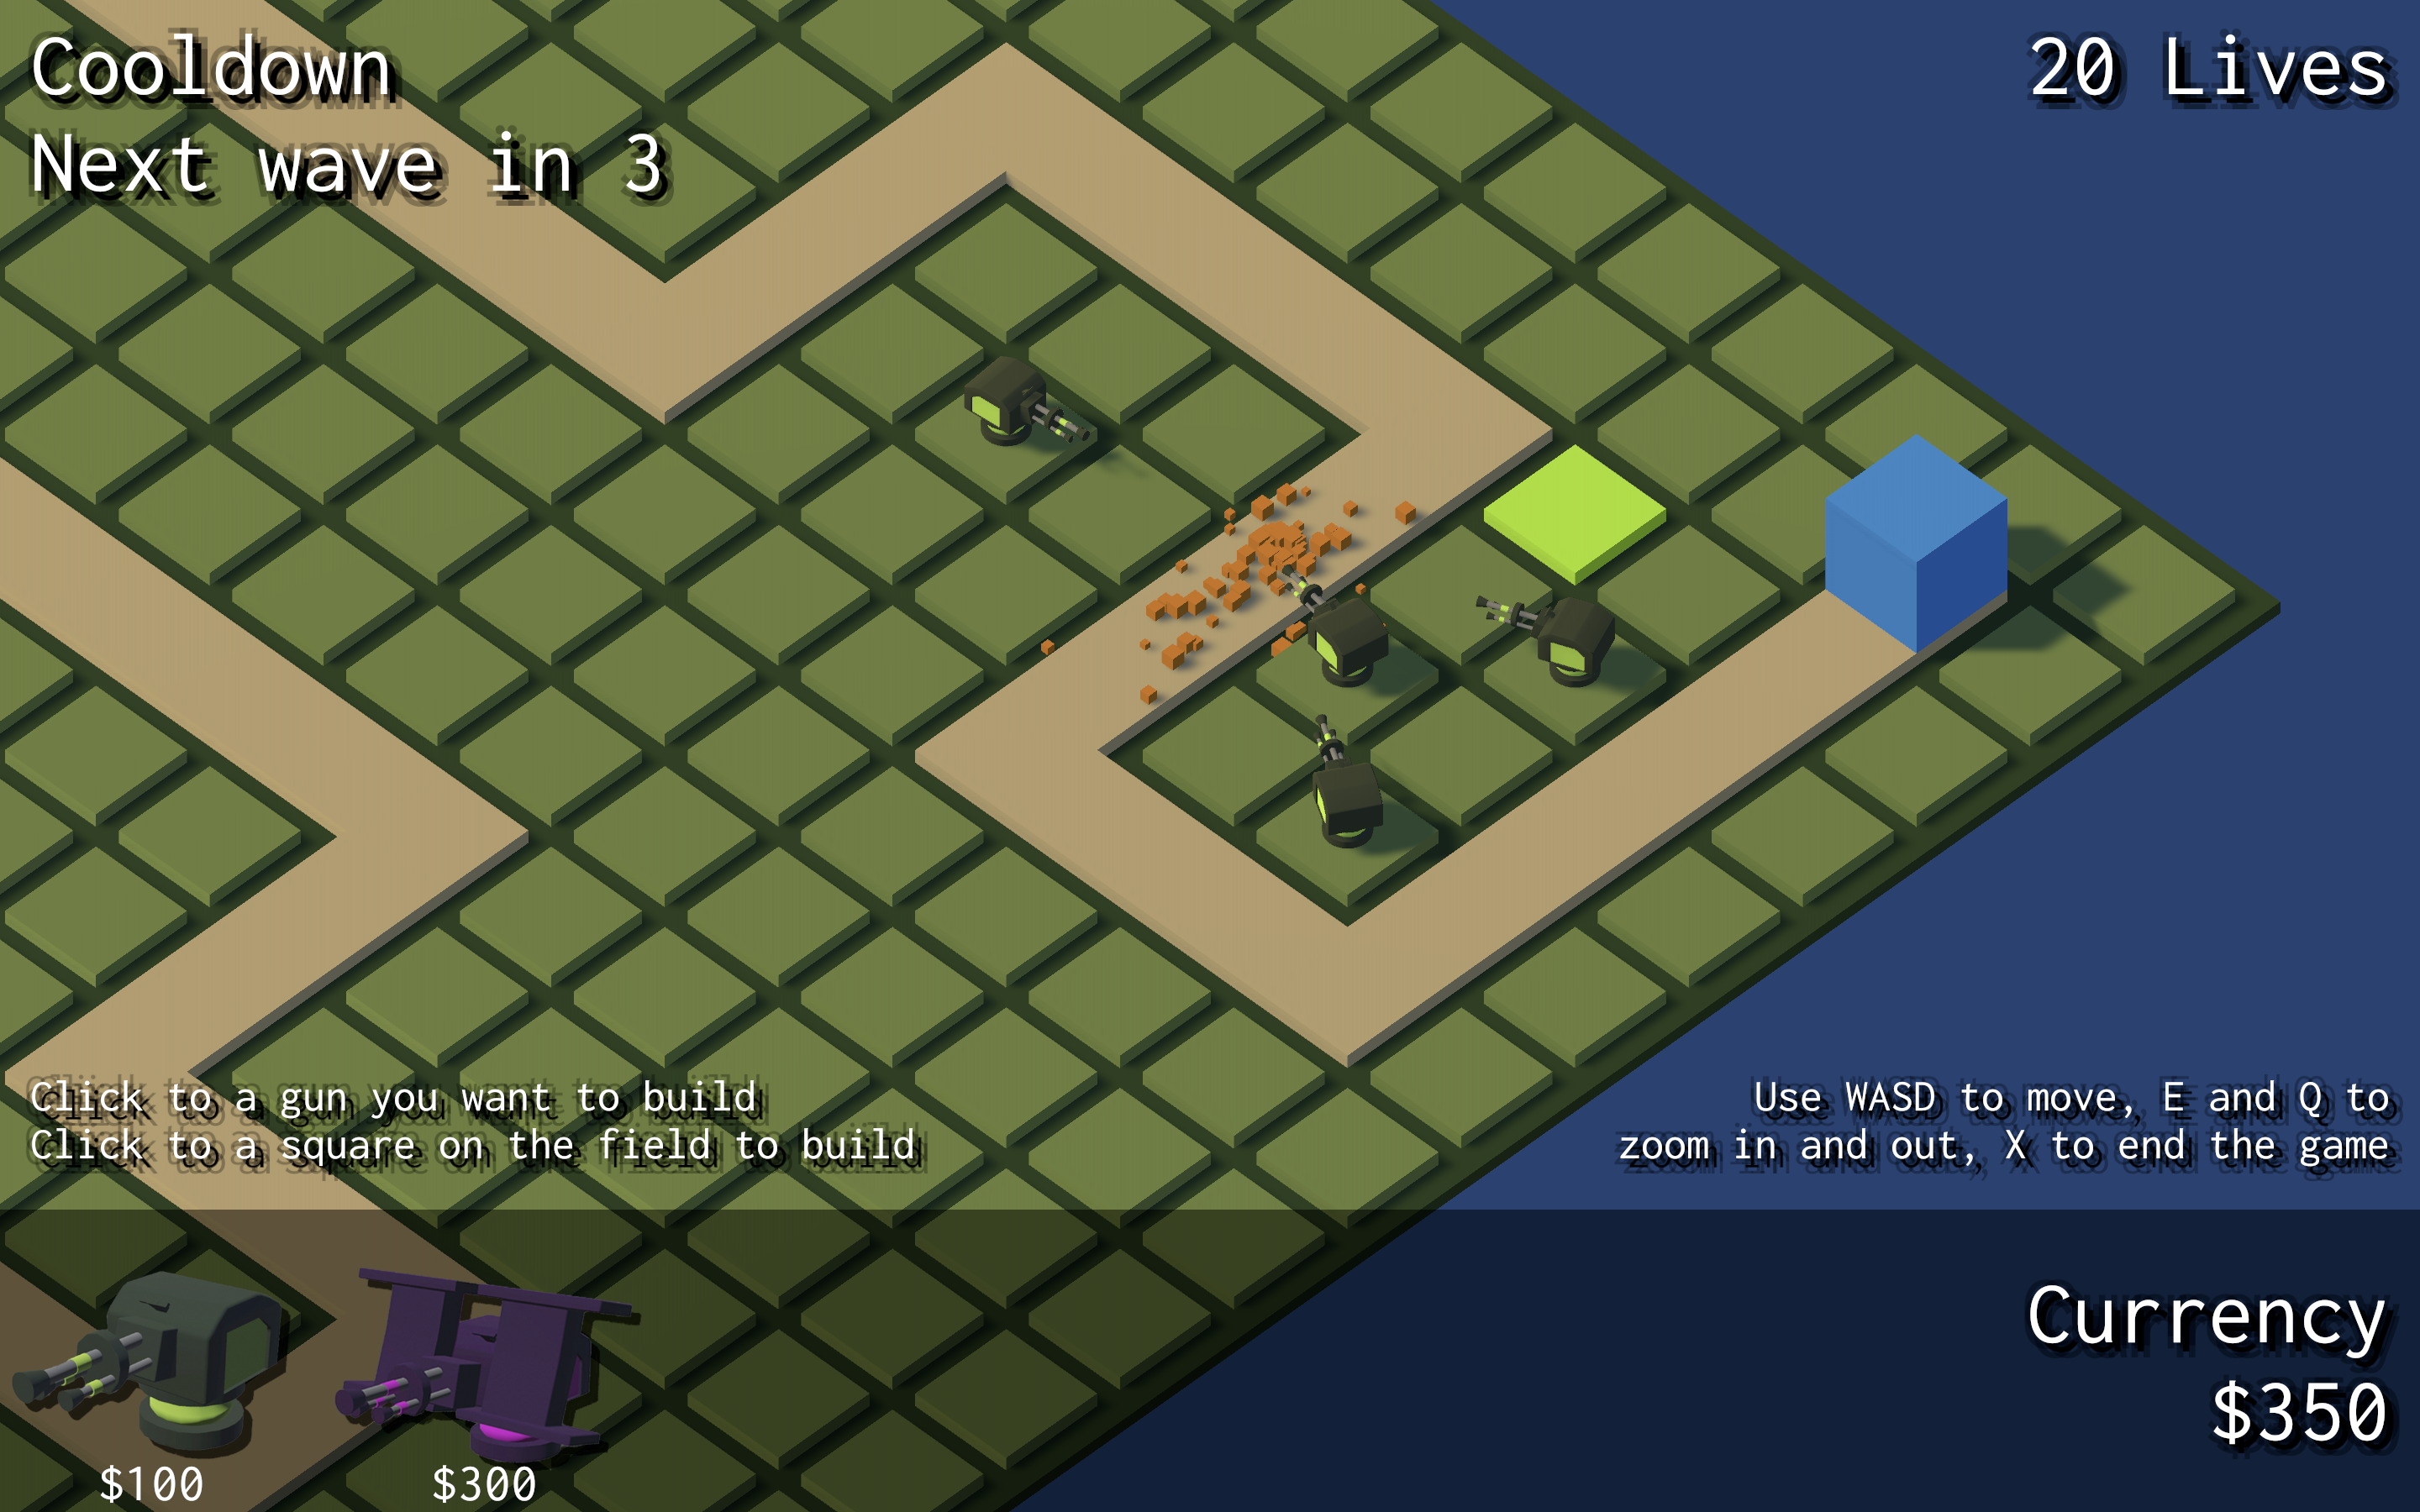 Cooldown
Next wave in 3
20 Lives
Click to a gun you want to build
Click to a square on the field to build
Use WASD to move, E and Q to
zoom in and out, X to end the game
Currency
$350
$100
$300